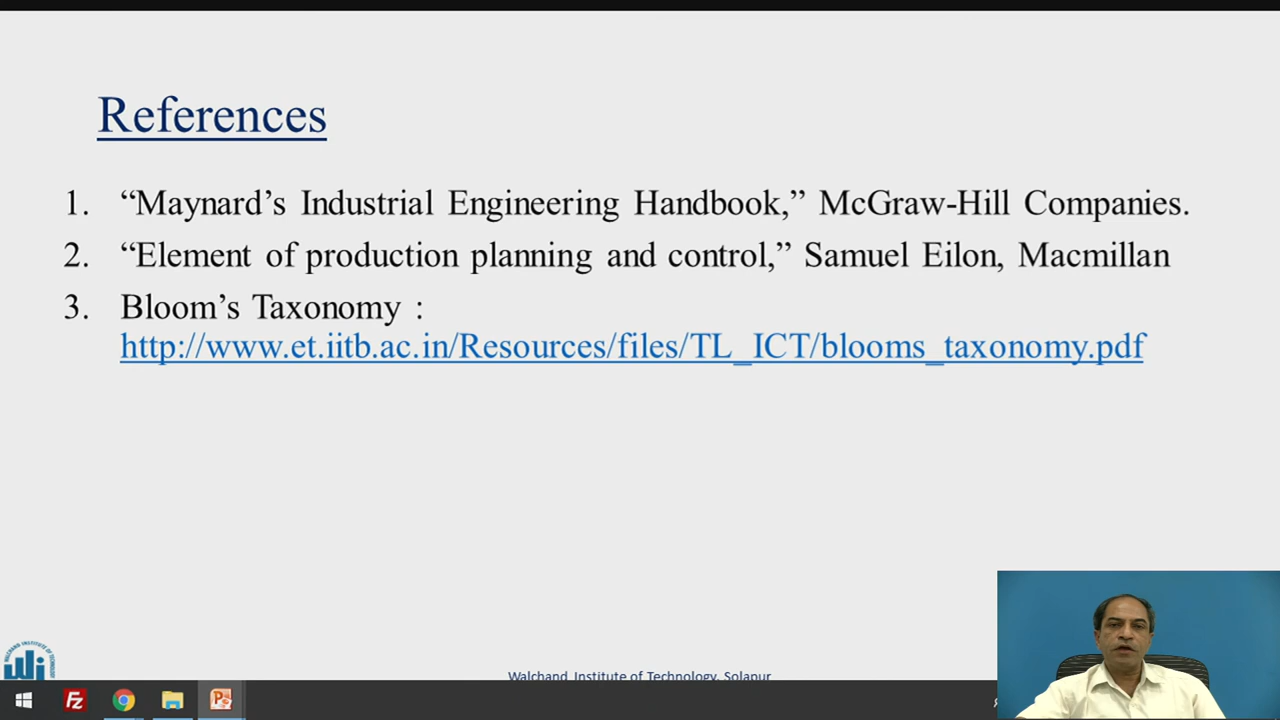 References
1. “Maynard’s Industrial Engineering Handbook,” McGraw-Hill Companies.
2. “Element of production planning and control,” Samuel Eilon, Macmillan
3. Bloom’s Taxonomy :
http://www.et.iitb.ac.in/Resources/files/TL_ICT/blooms_taxonomy.pdf
Walchand Institute of Technology, Solapur